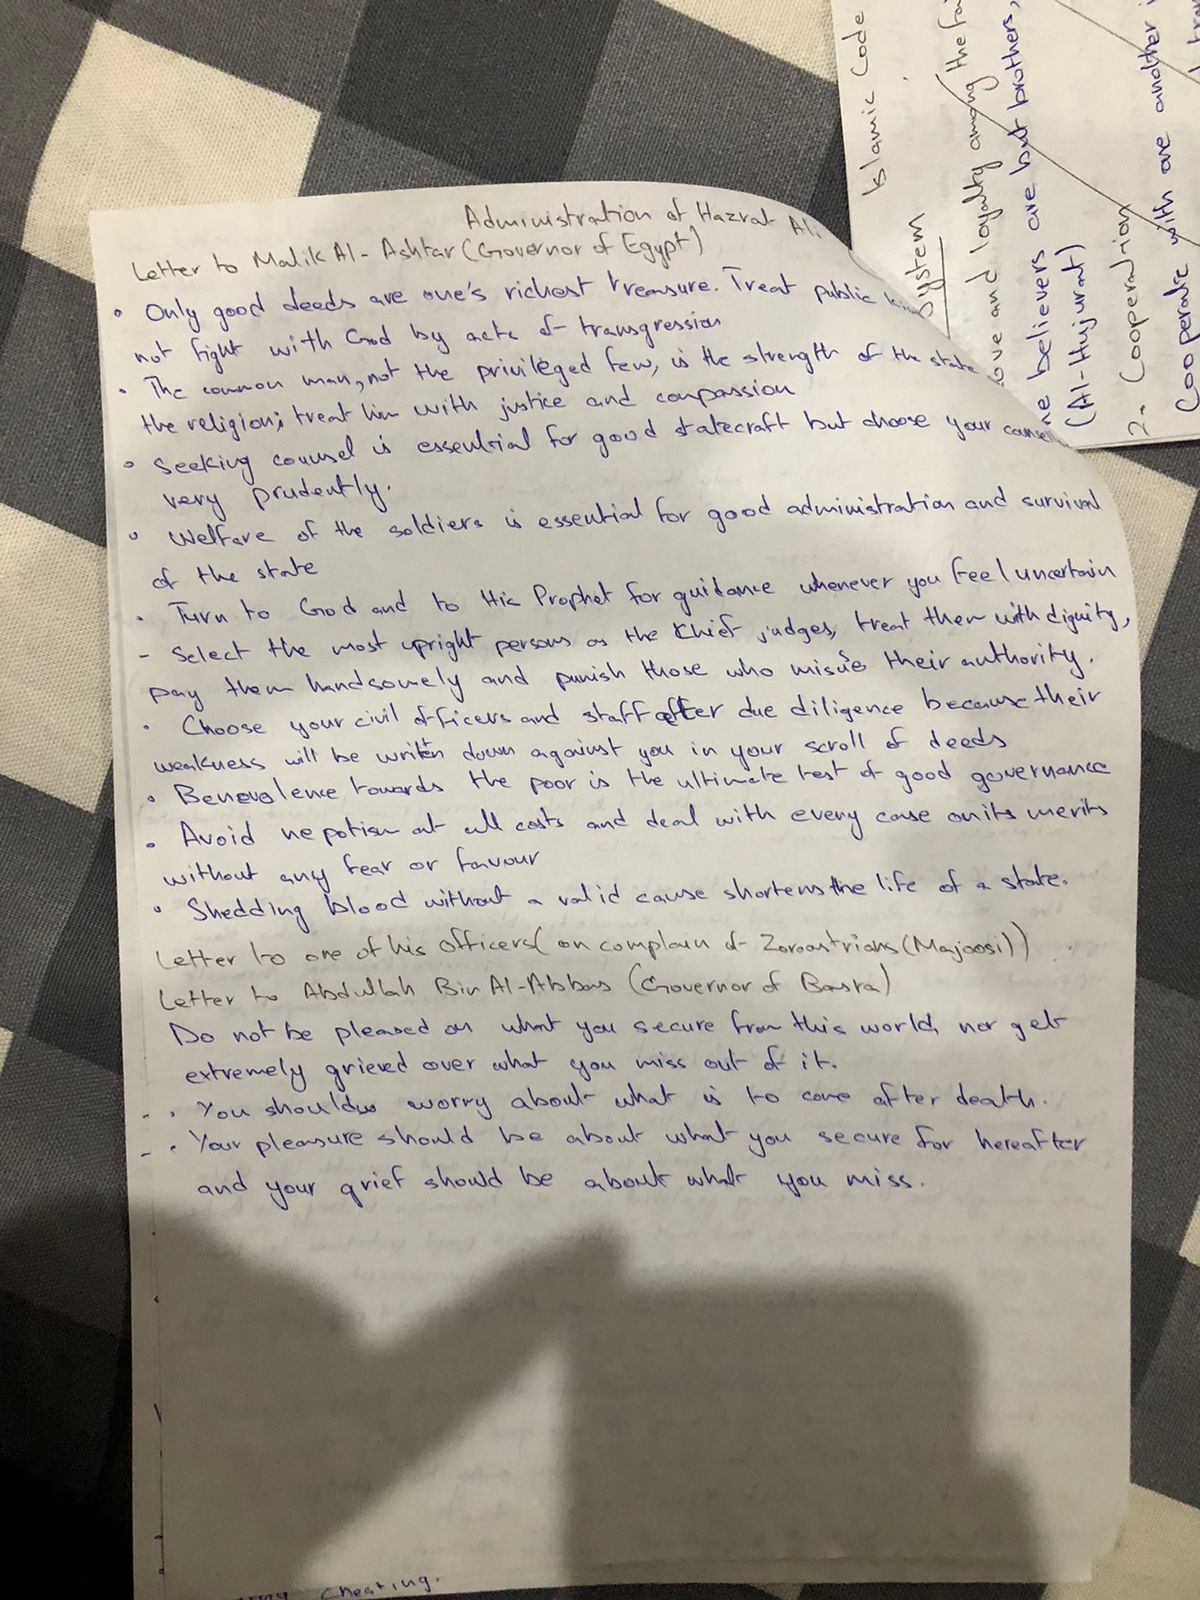 Administration of Hazrat Ali
Letter to Malik Al-Ashtar (Governor of Egypt)
• Only good deeds are one's richest treasure. Treat public
not fight with God by acts of transgression
• The common man, not the privileged few, is the strength of the state
the religion; treat him with justice and compassion
• Seeking counsel is essential for good statecraft but choose your
very prudently.
• Welfare of the soldiers is essential for good administration and survival
of the state
• Turn to God and to His Prophet for guidance whenever you feel uncertain
- Select the most upright persons as the Chief judges, treat them with dignity,
pay them handsomely and punish those who misuse their authority.
• Choose your civil officers and staff after due diligence because their
weakness will be written down against you in your scroll of deeds
• Benevolence towards the poor is the ultimate test of good governance
• Avoid nepotism at all costs and deal with every case on its merits
without any fear or favour
• Shedding blood without a valid cause shortens the life of a state.
Letter to one of his officers (on complain of Zoroastrians (Majoosi))
Letter to Abdullah Bin Al-Abbas (Governor of Basra)
Do not be pleased on what you secure from this world, nor get
extremely grieved over what you miss out of it.
- • You should worry about what is to come after death.
- • Your pleasure should be about what you secure for hereafter
and your grief should be about what you miss.
cheating.
Islamic Code
System
love and loyalty among the
believers are but brothers,
(Al-Hujurat)
2- Cooperation
Cooperate with one another